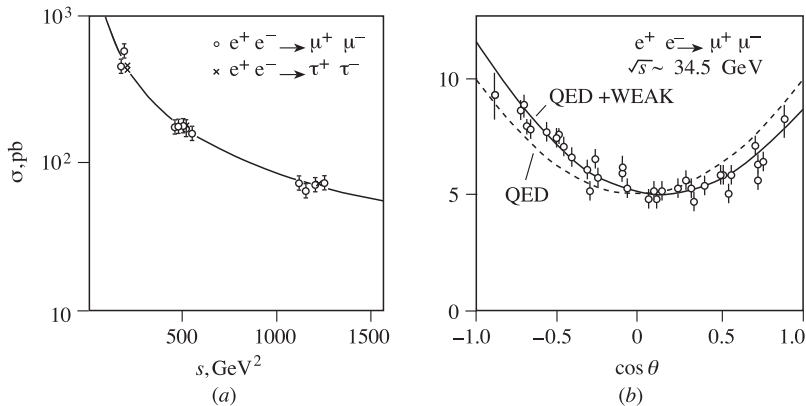 10³
10²
10
σ,pb
e⁺ e⁻ → μ⁺ μ⁻
e⁺ e⁻ → τ⁺ τ⁻
500 1000 1500
s, GeV²
(a)
10
5
0
e⁺ e⁻ → μ⁺ μ⁻
√s ~ 34.5 GeV
QED +WEAK
QED
−1.0 −0.5 0 0.5 1.0
cos θ
(b)